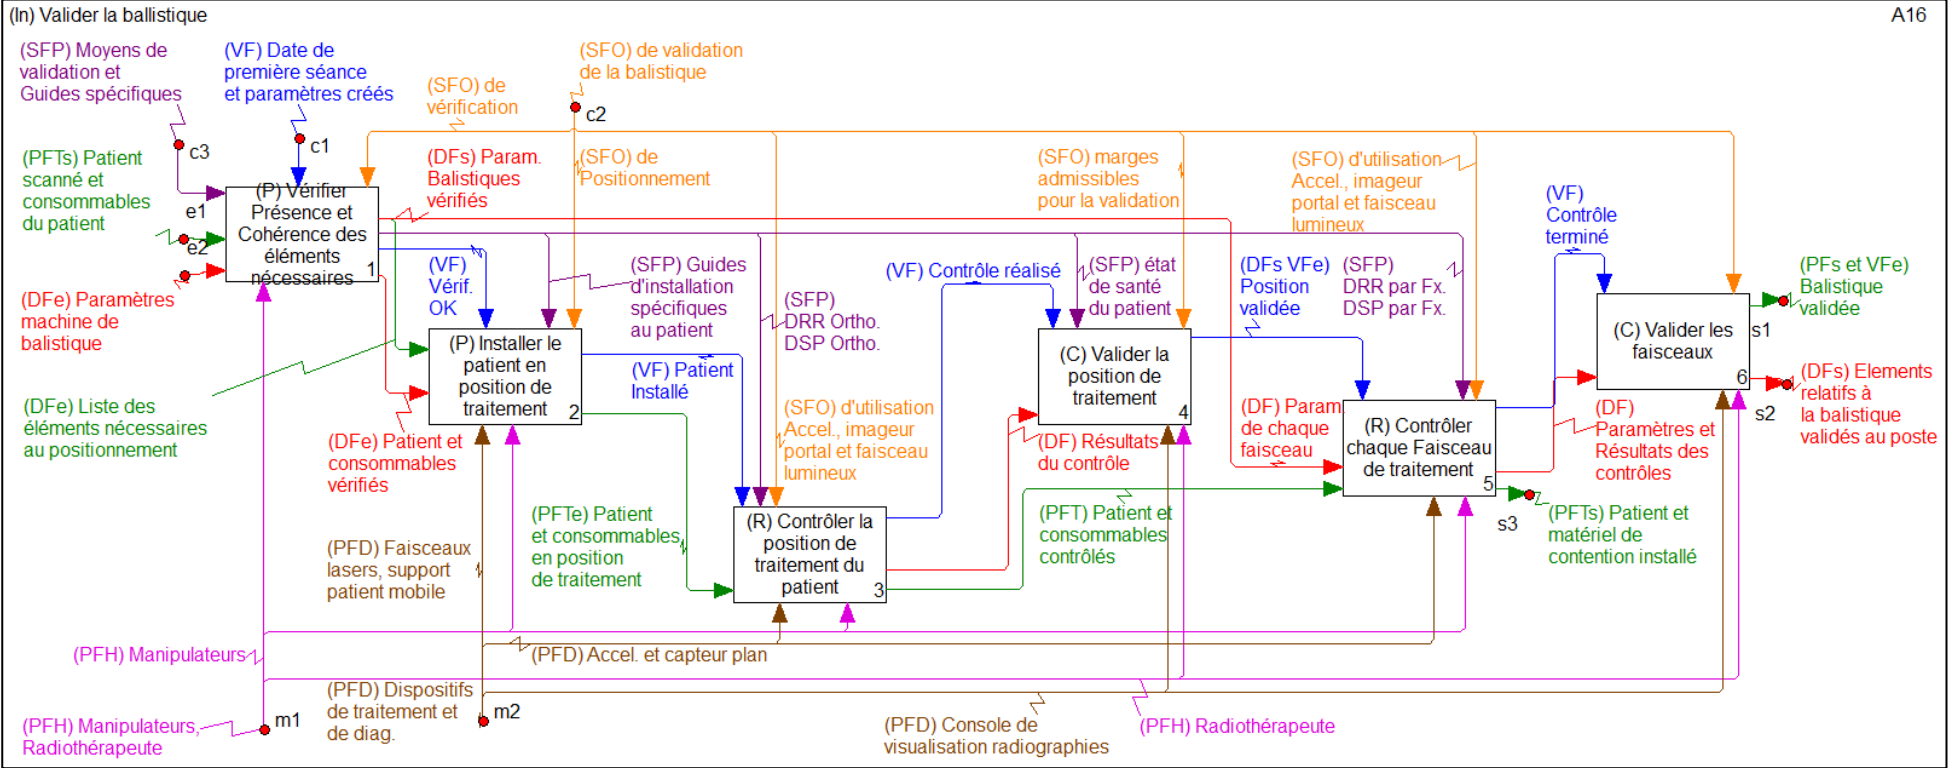 (In) Valider la ballistique
A16
(SFP) Moyens de
validation et
Guides spécifiques
(VF) Date de
première séance
et paramètres créés
(SFO) de
vérification
(SFO) de validation
de la balistique
c3
c1
c2
(PFTs) Patient
scanné et
consommables
du patient
e1
e2
(DFe) Paramètres
machine de
balistique
(P) Vérifier
Présence et
Cohérence des
éléments
nécessaires
1
(DFs) Param.
Balistiques
vérifiés
(SFO) de
Positionnement
(SFO) marges
admissibles
pour la validation
(SFO) d'utilisation
Accel., imageur
portal et faisceau
lumineux
(VF)
Contrôle
terminé
(VF)
Vérif.
OK
(SFP) Guides
d'installation
spécifiques
au patient
(SFP)
DRR Ortho.
DSP Ortho.
(VF) Contrôle réalisé
(SFP) état
de santé
du patient
(DFs VFe)
Position
validée
(SFP)
DRR par Fx.
DSP par Fx.
(PFs et VFe)
Balistique
validée
s1
(P) Installer le
patient en
position de
traitement
2
(VF) Patient
Installé
(C) Valider la
position de
traitement
4
(C) Valider les
faisceaux
6
(DFs) Elements
relatifs à
la balistique
validés au poste
s2
(DFe) Liste des
éléments nécessaires
au positionnement
(DFe) Patient et
consommables
vérifiés
(SFO) d'utilisation
Accel., imageur
portal et faisceau
lumineux
(DF) Résultats
du contrôle
(DF) Param.
de chaque
faisceau
(R) Contrôler
chaque Faisceau
de traitement
5
(DF)
Paramètres et
Résultats des
contrôles
(PFD) Faisceaux
lasers, support
patient mobile
(PFTe) Patient
et consommables
en position
de traitement
(R) Contrôler la
position de
traitement du
patient
3
(PFT) Patient et
consommables
contrôlés
s3
(PFTs) Patient et
matériel de
contention installé
(PFH) Manipulateurs
(PFD) Accel. et capteur plan
(PFH) Manipulateurs,
Radiothérapeute
m1
(PFD) Dispositifs
de traitement et
de diag.
m2
(PFD) Console de
visualisation radiographies
(PFH) Radiothérapeute